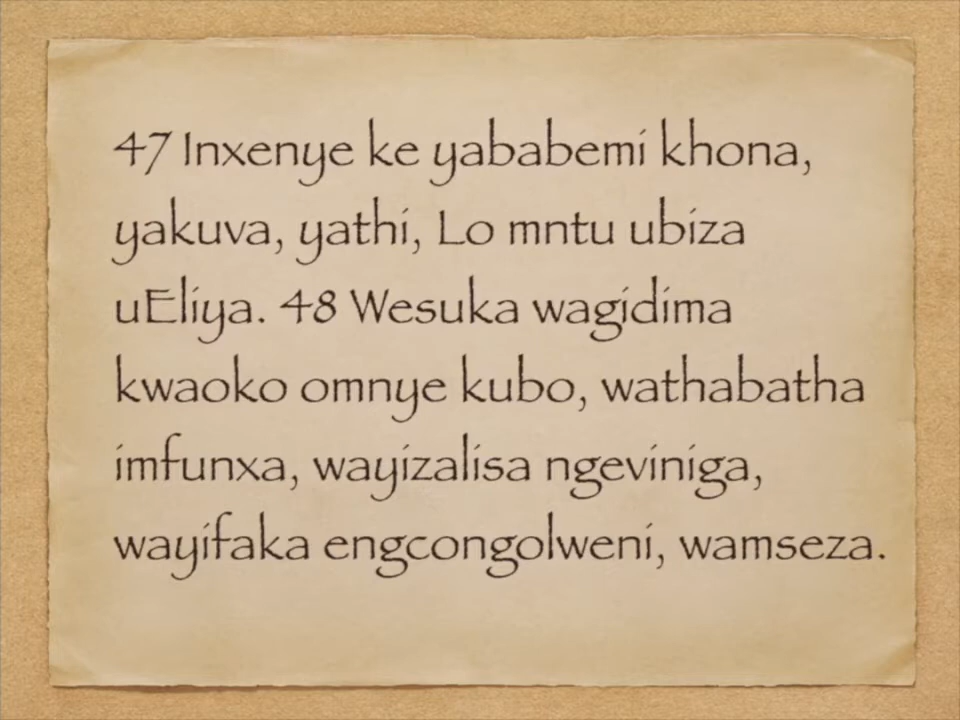 47 Inxenye ke yababemi khona,
yakuva, yathi, Lo mntu ubiza
uEliya. 48 Wesuka wagidima
kwaoko omnye kubo, wathabatha
imfunxa, wayizalisa ngeviniga,
wayifaka engcongolweni, wamseza.